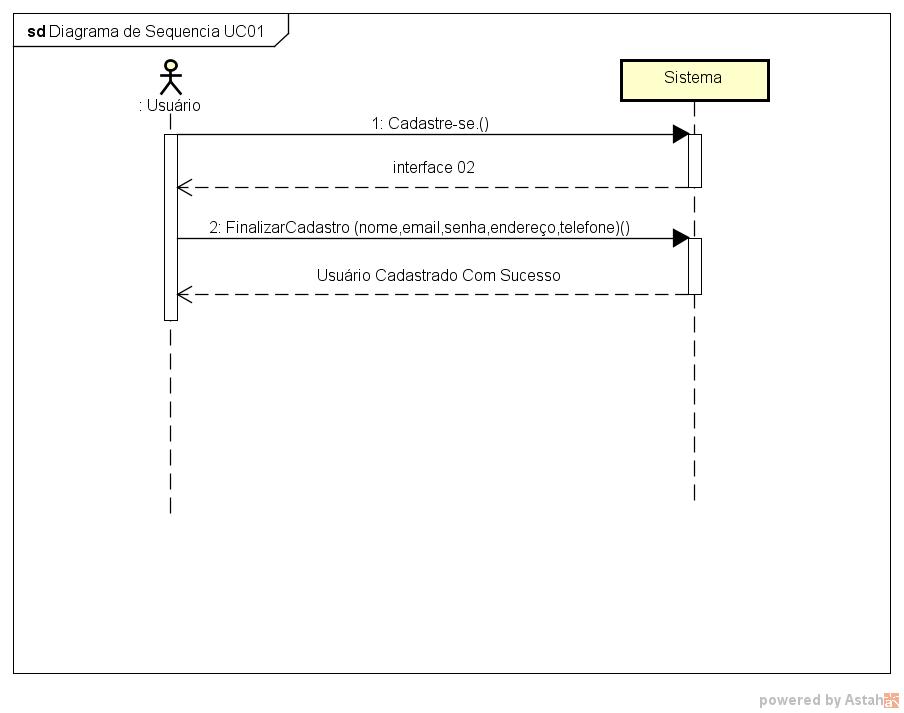 sd Diagrama de Sequencia UC01
: Usuário
Sistema
1: Cadastre-se.()
interface 02
2: FinalizarCadastro (nome,email,senha,endereço,telefone)()
Usuário Cadastrado Com Sucesso
powered by Astah